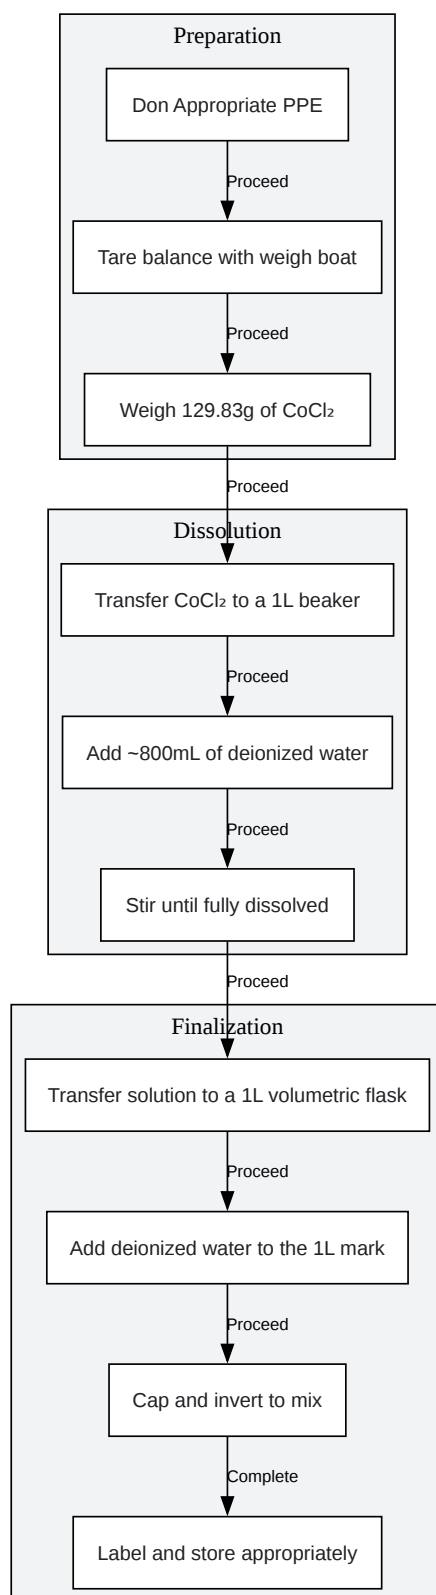 Preparation
Don Appropriate PPE
Proceed
Tare balance with weigh boat
Proceed
Weigh 129.83g of CoCl₂
Proceed
Dissolution
Transfer CoCl₂ to a 1L beaker
Proceed
Add ~800mL of deionized water
Proceed
Stir until fully dissolved
Proceed
Finalization
Transfer solution to a 1L volumetric flask
Proceed
Add deionized water to the 1L mark
Proceed
Cap and invert to mix
Complete
Label and store appropriately